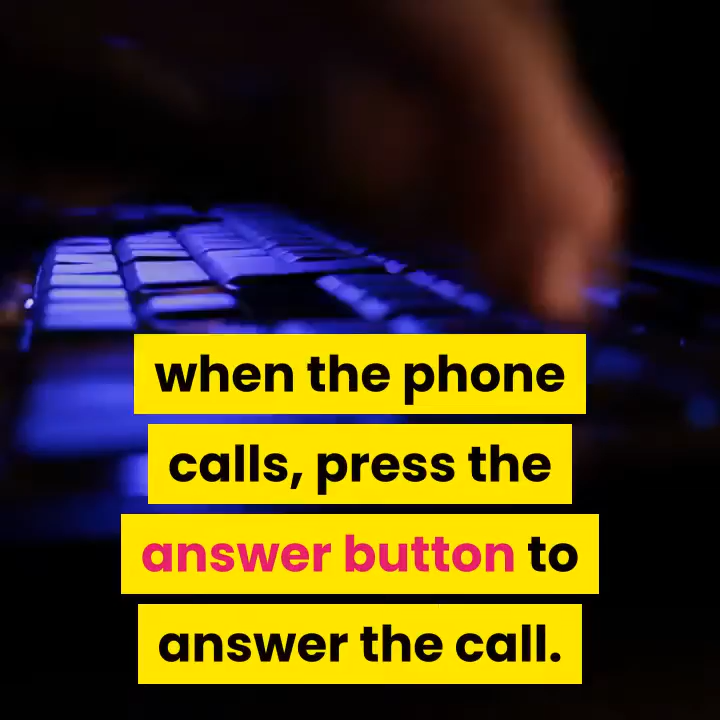 when the phone
calls, press the
answer button to
answer the call.